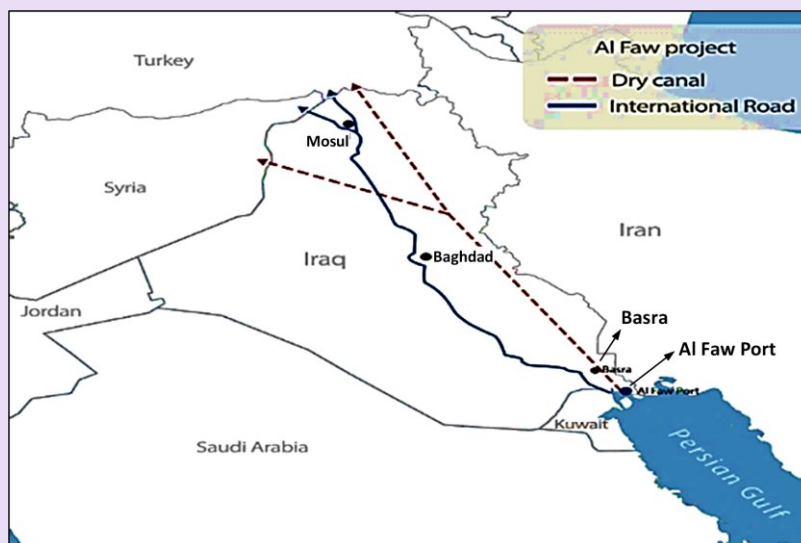 Al Faw project
Dry canal
International Road
Turkey
Mosul
Syria
Iran
Baghdad
Iraq
Jordan
Basra
Al Faw Port
Basra
Al Faw Port
Kuwait
Saudi Arabia
Persian Gulf